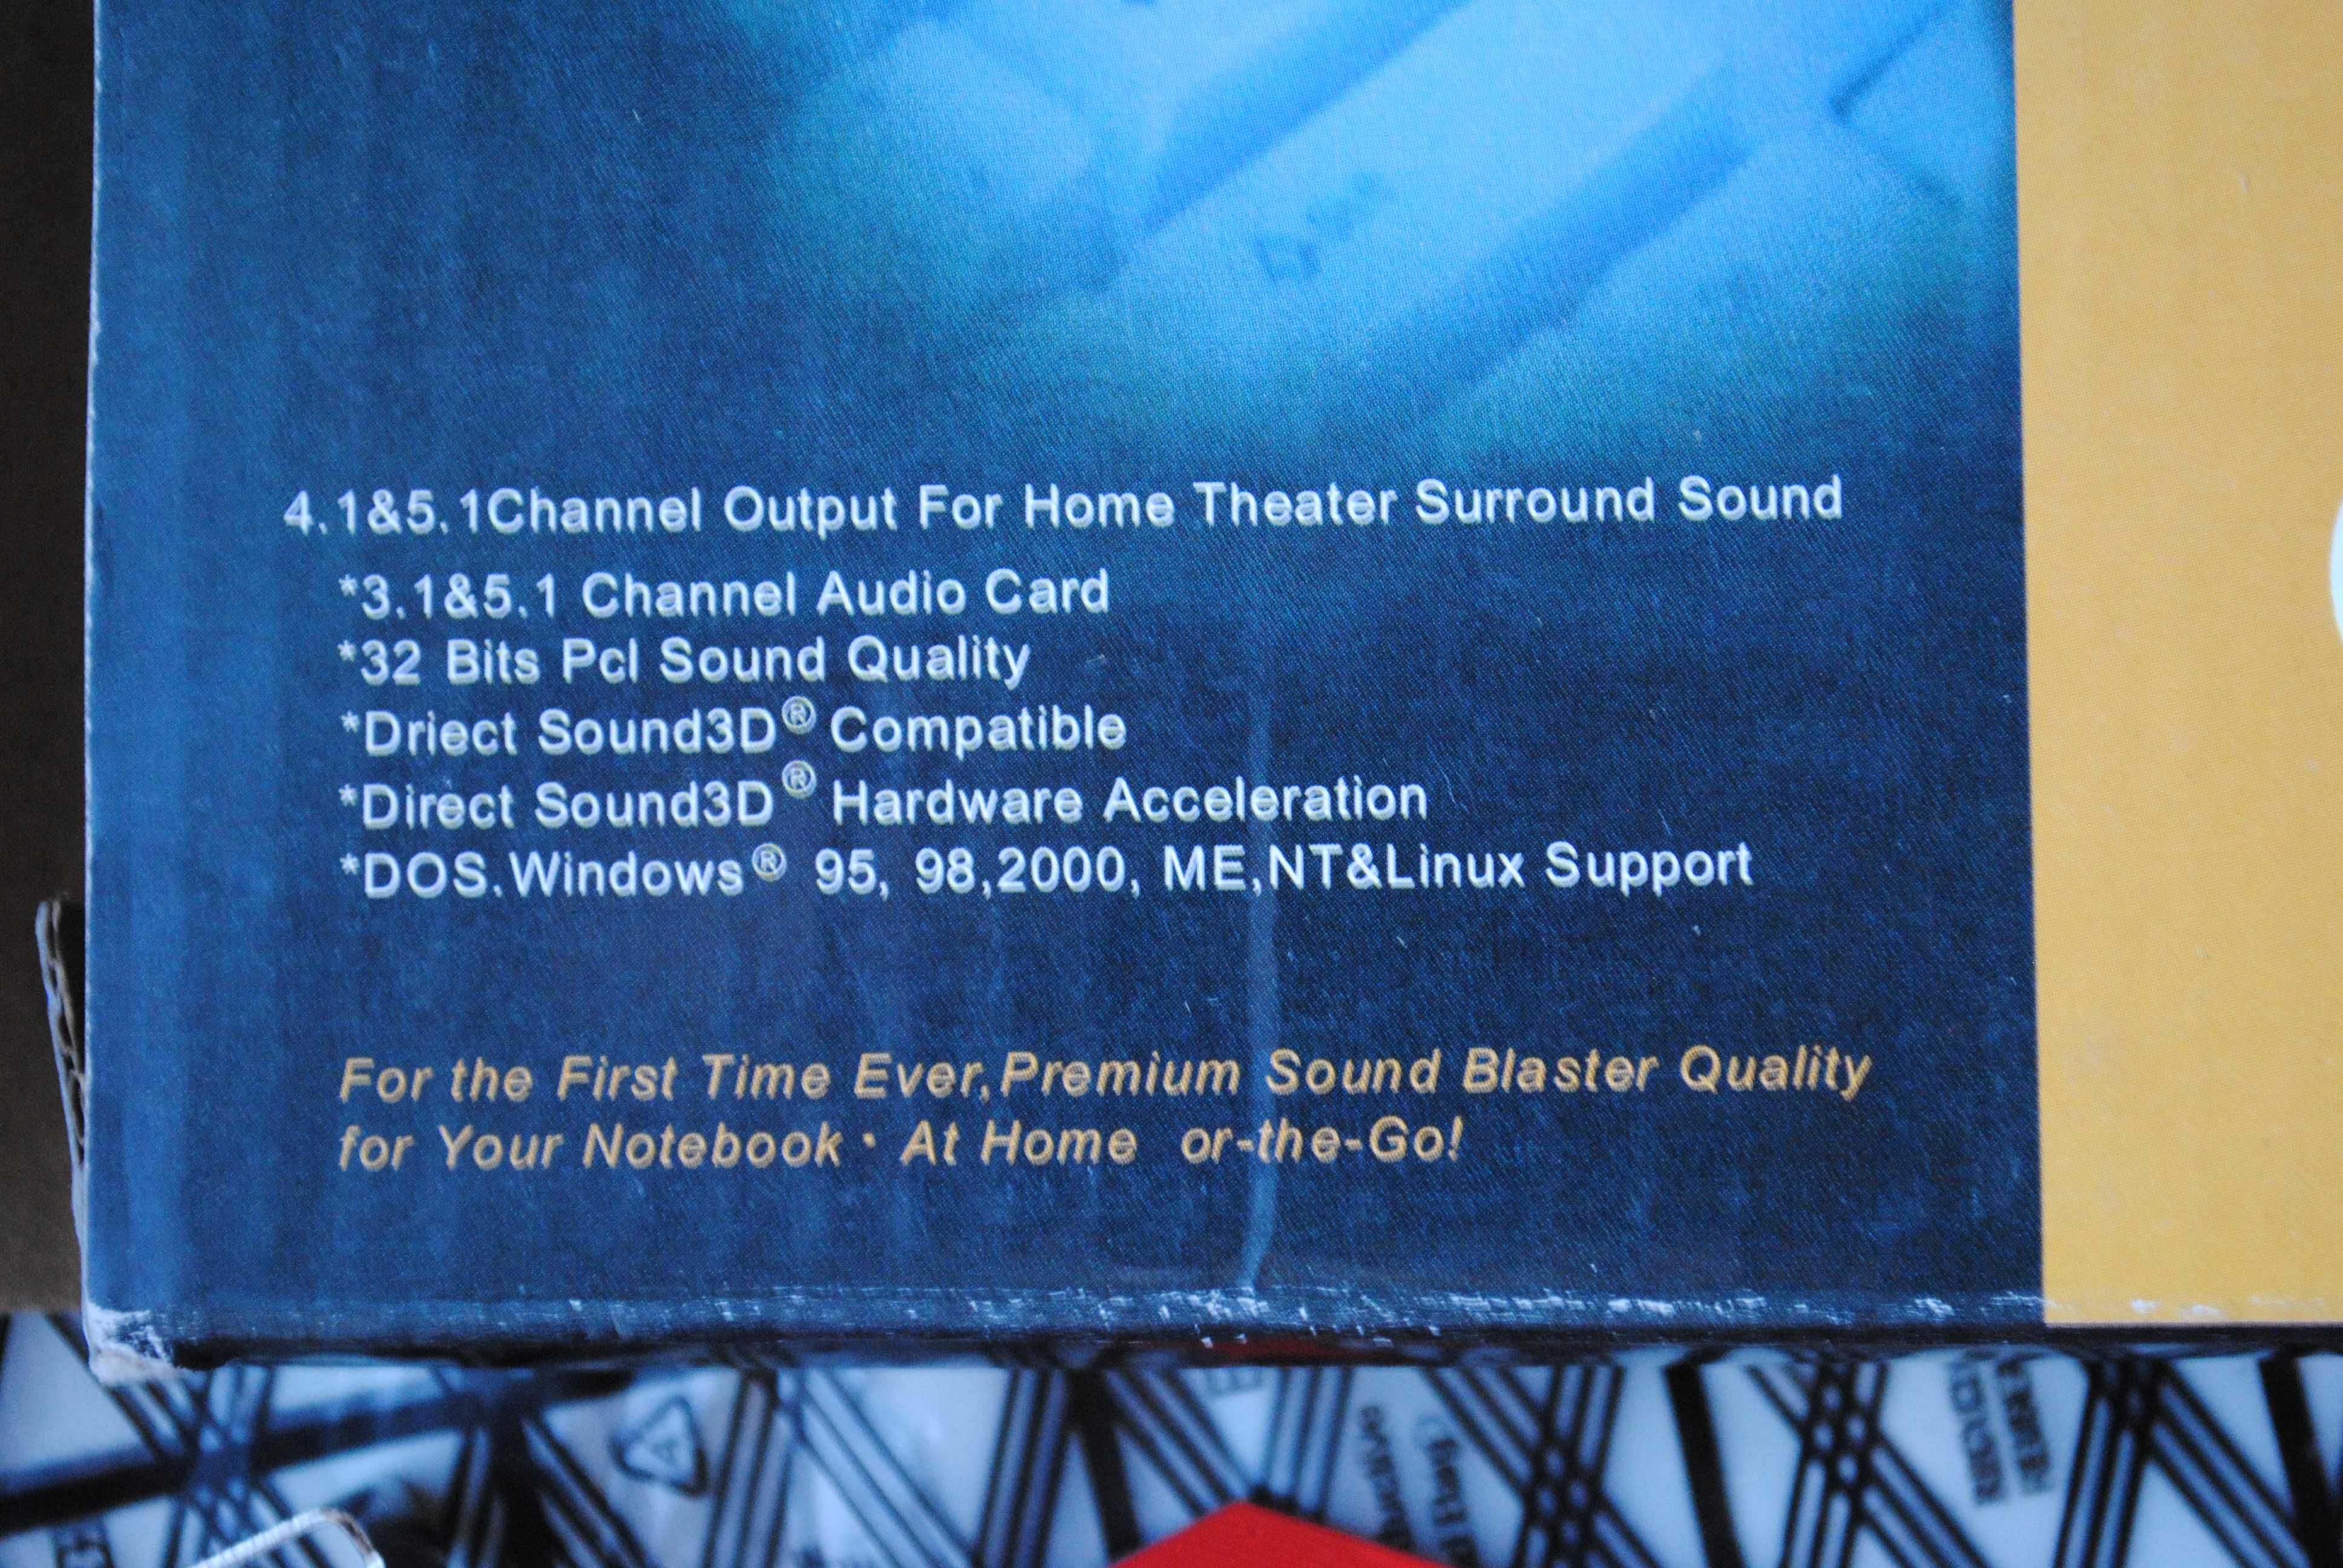 4.1&5.1Channel Output For Home Theater Surround Sound
*3.1&5.1 Channel Audio Card
*32 Bits Pcl Sound Quality
*Driect Sound3D® Compatible
*Direct Sound3D® Hardware Acceleration
*DOS.Windows® 95, 98,2000, ME,NT&Linux Support
For the First Time Ever,Premium Sound Blaster Quality
for Your Notebook · At Home or-the-Go!